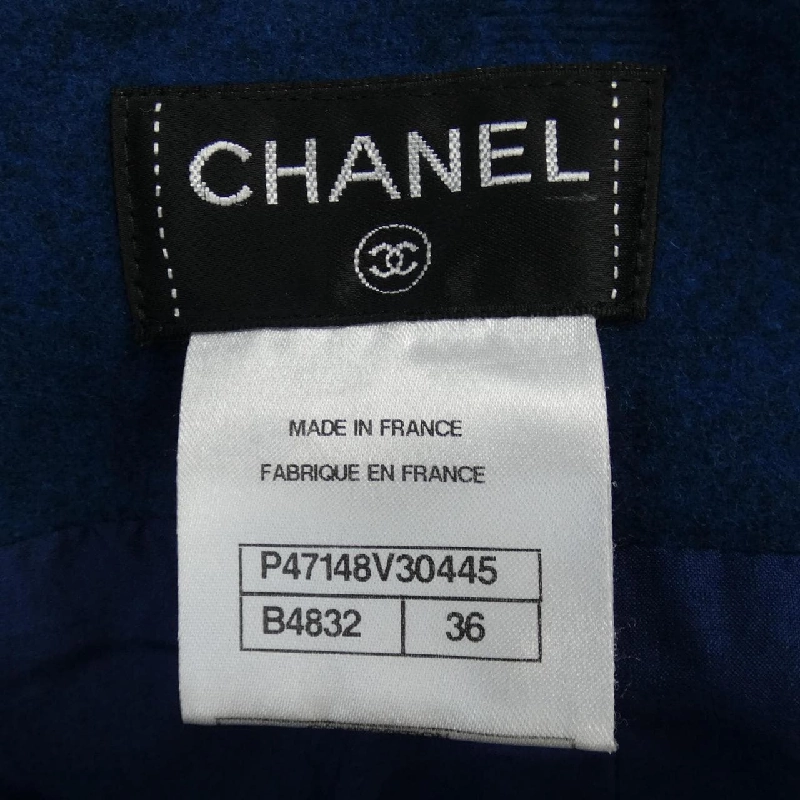 CHANEL
MADE IN FRANCE
FABRIQUE EN FRANCE
P47148V30445
B4832 36